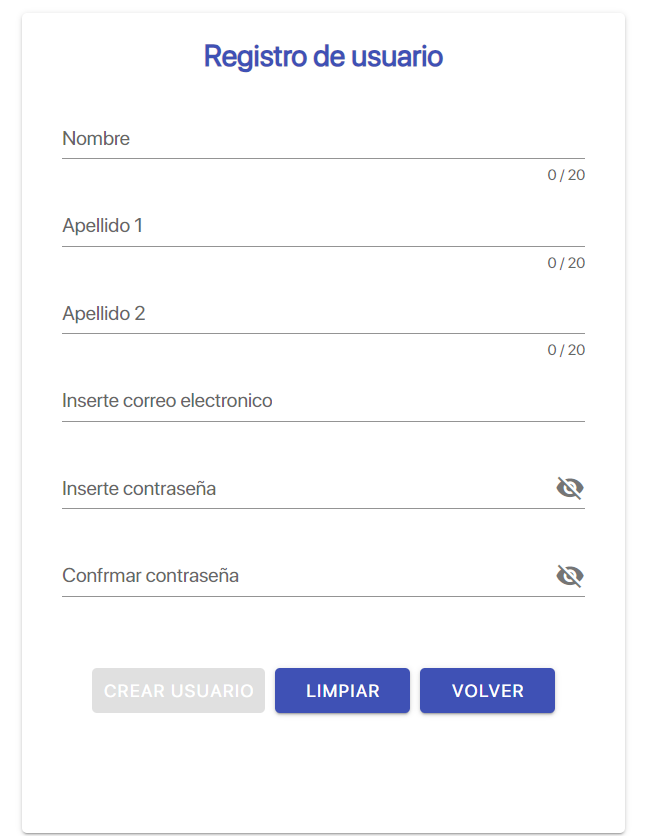 Registro de usuario
Nombre
0 / 20
Apellido 1
0 / 20
Apellido 2
0 / 20
Inserte correo electronico
Inserte contraseña
Confrmar contraseña
CREAR USUARIO LIMPIAR VOLVER